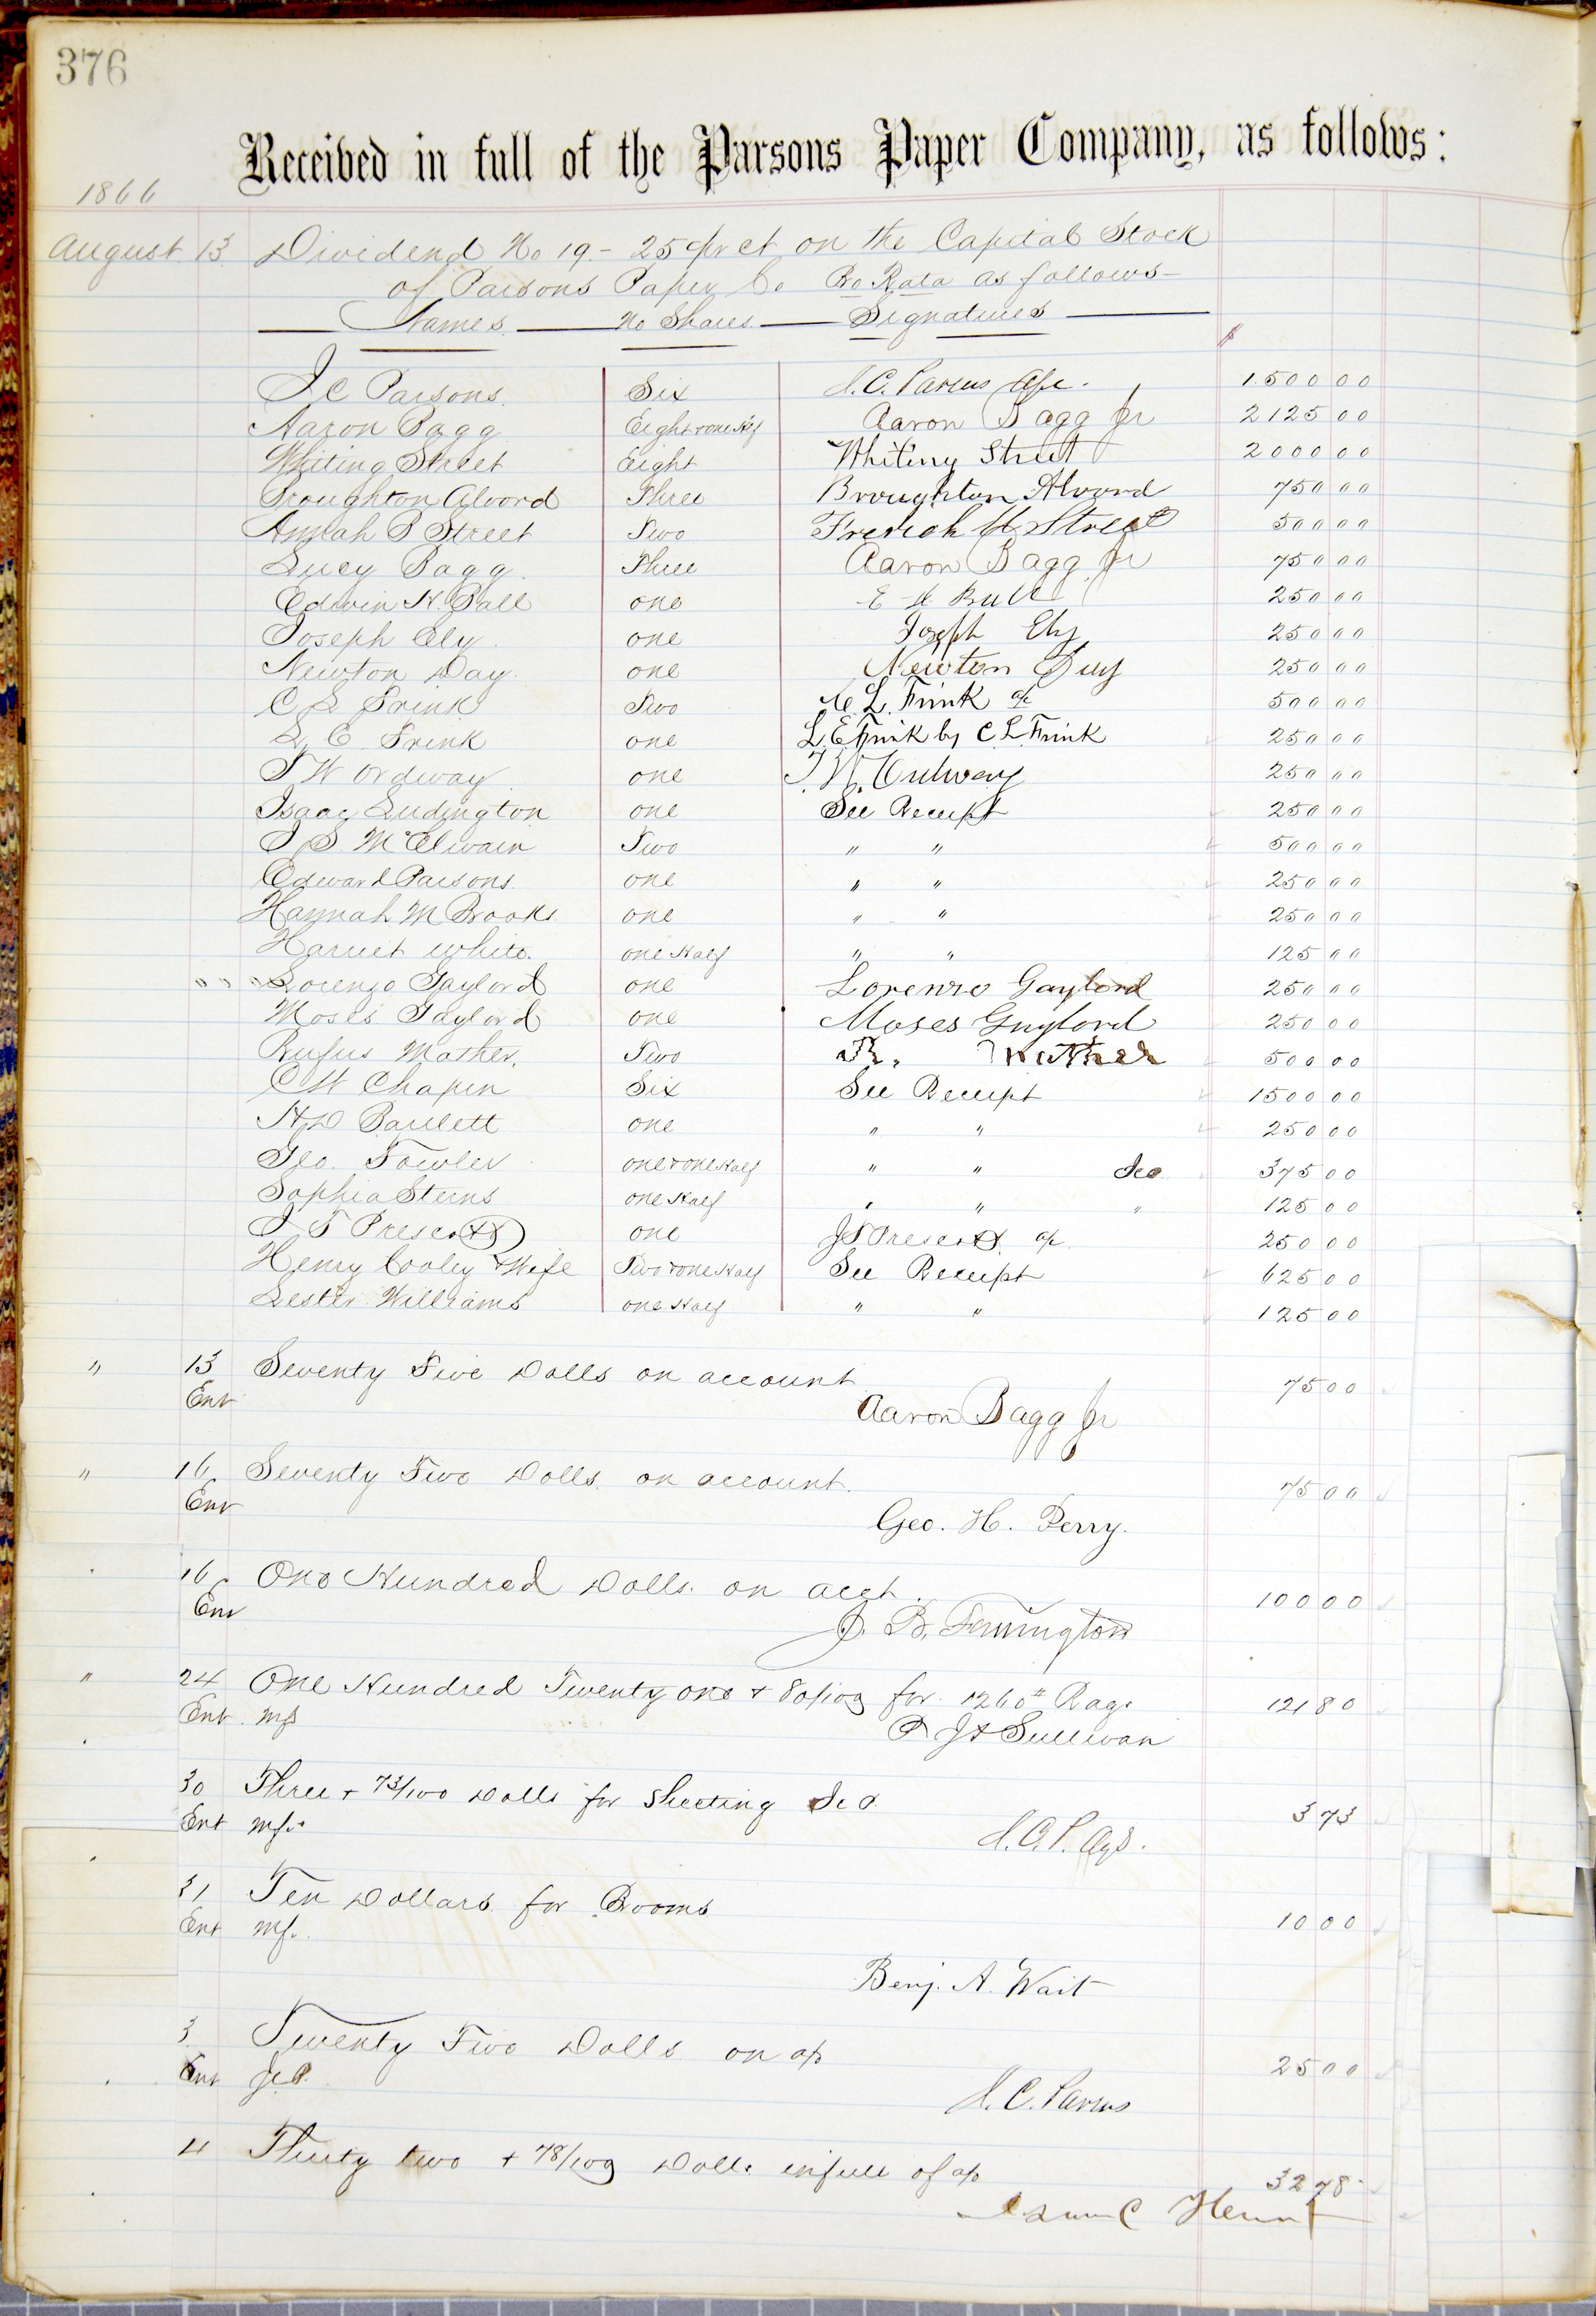 376
Received in full of the Parsons Paper Company, as follows:
1866
August 13 Dividend No 19 - 25 pr ct on the Capital Stock
of Parsons Paper Co Pro Rata as follows -
Names No Shares Signatures $
J C Parsons Six J. C. Parsons 1500 00
Aaron Bagg Eight + one Hlf Aaron Bagg Jr 2125 00
Whiting Street Eight Whiting Street 2000 00
Broughton Alvord Three Broughton Alvord 750 00
Annah B Street Two Street 500 00
Lucy Bagg Three Aaron Bagg Jr 750 00
Edwin H. Ball one E H Ball 250 00
Joseph Ely one Joseph Ely 250 00
Newton Day one Newton Day 250 00
C L Frink Two C. L. Frink 500 00
L E Frink one L. E Frink by C L Frink 250 00
T W Ordway one T. W. Ordway 250 00
Isaac Ludington one See Receipt 250 00
J S McElwain Two " " 500 00
Edward Parsons one " " 250 00
Hannah M Brooks one " " 250 00
Harriet White one Half " " 125 00
" " " Lorenzo Gaylord one Lorenzo Gaylord 250 00
Moses Gaylord one Moses Gaylord 250 00
Rufus Mather. Two R. Mather 500 00
C W Chapin Six See Receipt 1500 00
H D Bartlett one " " 250 00
Geo. Fowler one + one Half " " 375 00
Sophia Sterns one Half " " " 125 00
J T Prescott one J T Prescott 250 00
Henry Cooley + Wife Two + one Half See Receipt 625 00
Lester Williams one Half " " 125 00
" 13 Seventy Five Dolls on account 75 00
Ent
Aaron Bagg Jr
" 16 Seventy Five Dolls. on account. 75 00
Ent
Geo. H. Perry.
16 One Hundred Dolls. on acct. 100 00
Ent
J. B.
" 24 One Hundred Twenty one + 80/100 for 1260# Rags 121 80
Ent
Sullivan
30 Three + 73/100 Dolls for Sheeting 3 73
Ent
J. C. P.
31 Ten Dollars for Brooms 10 00
Ent
Benj. A. Wait
3 Twenty Five Dolls on a/c 25 00
Ent J.C.P.
J. C. Parsons
4 Thirty two + 78/100 Dolls in full of a/c 32 78